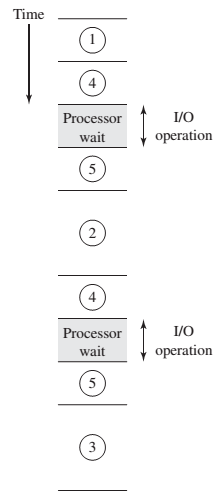 Time
1
4
Processor
wait
I/O
operation
5
2
4
Processor
wait
I/O
operation
5
3